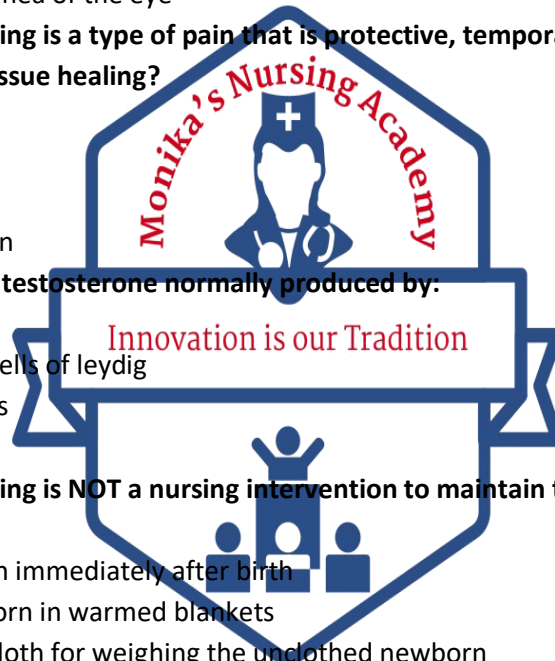 ned of the eye
ing is a type of pain that is protective, tempora
issue healing?
Monika's Nursing Academy
n
testosterone normally produced by:
Innovation is our Tradition
ells of leydig
s
ing is NOT a nursing intervention to maintain t
n immediately after birth
orn in warmed blankets
loth for weighing the unclothed newborn